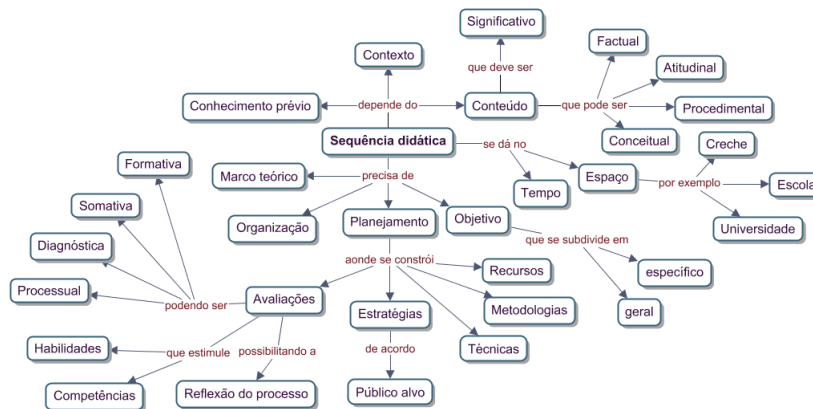 Significativo
Factual
Contexto
que deve ser
Atitudinal
Conhecimento prévio
depende do
Conteúdo
que pode ser
Procedimental
Sequência didática
Conceitual
Creche
se dá no
Formativa
Marco teórico
precisa de
Espaço
por exemplo
Escola
Tempo
Somativa
Organização
Planejamento
Objetivo
Universidade
Diagnóstica
que se subdivide em
aonde se constrói
Recursos
específico
Processual
podendo ser
Avaliações
Estratégias
Metodologias
geral
Habilidades
que estimule
possibilitando a
de acordo
Técnicas
Competências
Reflexão do processo
Público alvo